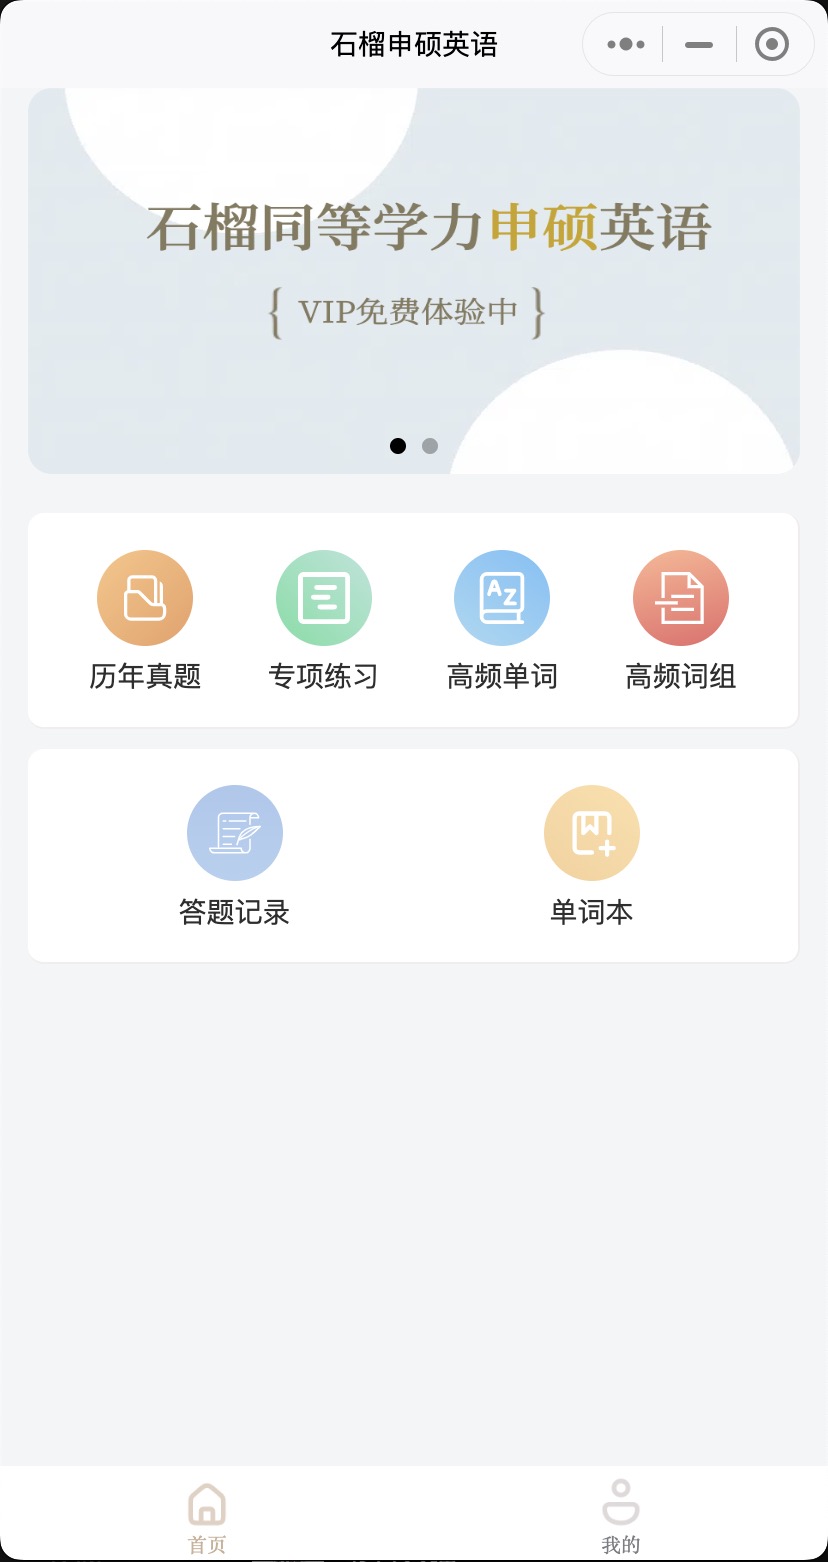 石榴申硕英语
石榴同等学力申硕英语
{ VIP免费体验中 }
历年真题 专项练习 高频单词 高频词组
答题记录 单词本
首页 我的